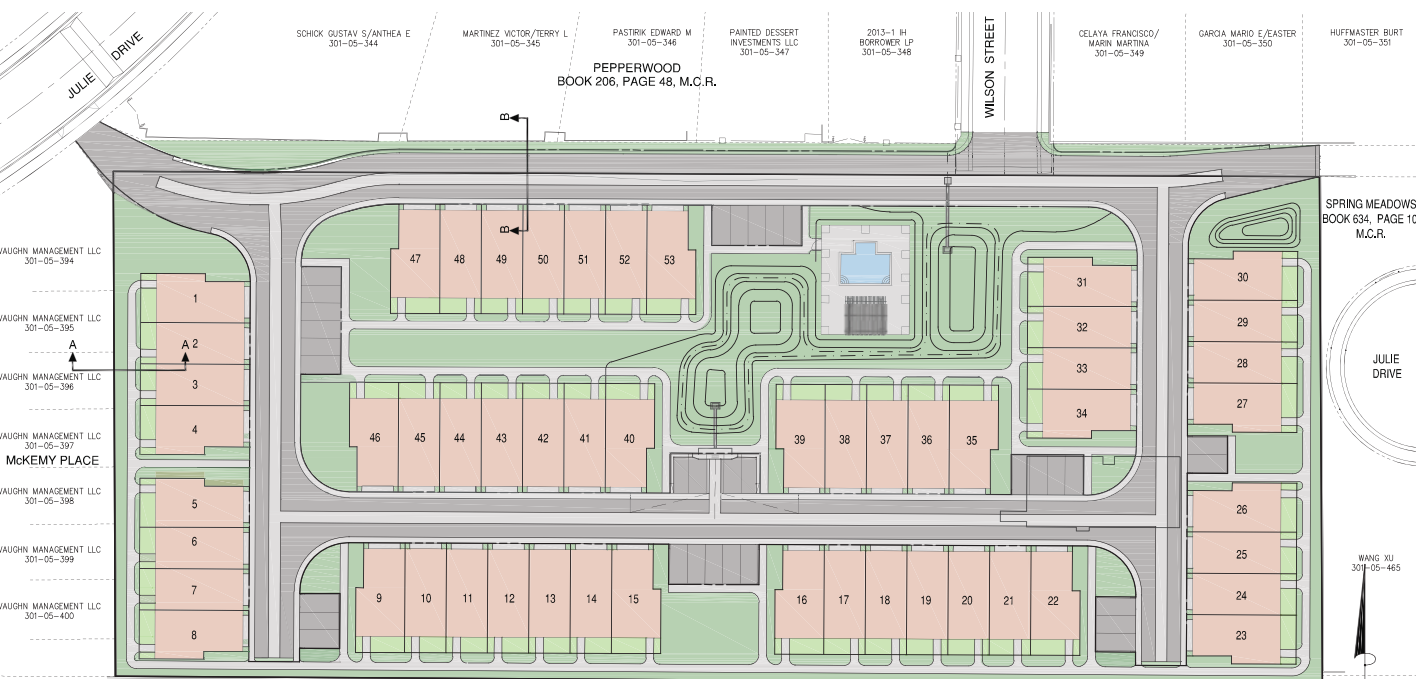 JULIE DRIVE
SCHICK GUSTAV S/ANTHEA E
301-05-344
MARTINEZ VICTOR/TERRY L
301-05-345
PASTIRIK EDWARD M
301-05-346
PAINTED DESSERT
INVESTMENTS LLC
301-05-347
2013-1 IH
BORROWER LP
301-05-348
WILSON STREET
CELAYA FRANCISCO/
MARIN MARTINA
301-05-349
GARCIA MARIO E/EASTER
301-05-350
HUFFMASTER BURT
301-05-351
PEPPERWOOD
BOOK 206, PAGE 48, M.C.R.
B
B
SPRING MEADOWS
BOOK 634, PAGE 10
M.C.R.
VAUGHN MANAGEMENT LLC
301-05-394
VAUGHN MANAGEMENT LLC
301-05-395
A
A
VAUGHN MANAGEMENT LLC
301-05-396
VAUGHN MANAGEMENT LLC
301-05-397
McKEMY PLACE
VAUGHN MANAGEMENT LLC
301-05-398
VAUGHN MANAGEMENT LLC
301-05-399
VAUGHN MANAGEMENT LLC
301-05-400
47 48 49 50 51 52 53
1
2
3
4
5
6
7
8
46 45 44 43 42 41 40
39 38 37 36 35
31
32
33
34
30
29
28
27
26
25
24
23
9 10 11 12 13 14 15
16 17 18 19 20 21 22
JULIE
DRIVE
WANG XU
301-05-465